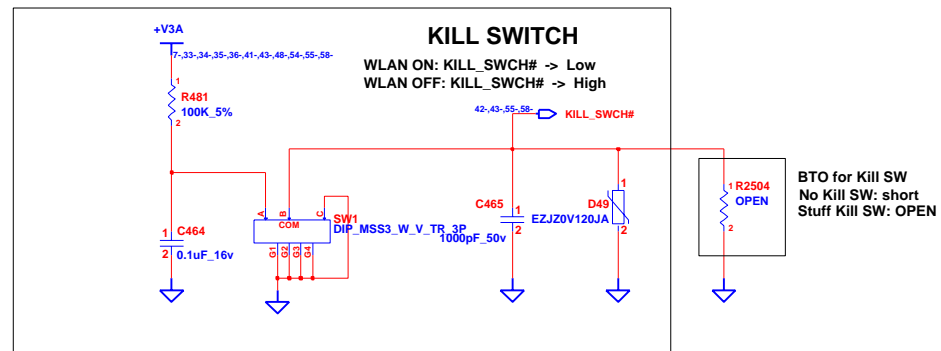 +V3A
7-,33-,34-,35-,36-,41-,43-,48-,54-,55-,58-
KILL SWITCH
WLAN ON: KILL_SWCH# -> Low
WLAN OFF: KILL_SWCH# -> High
1
R481
100K_5%
2
42-,43-,55-,58-
KILL_SWCH#
A
B
C
COM
SW1
DIP_MSS3_W_V_TR_3P
G1
G2
G3
G4
1
C464
2
0.1uF_16v
C465
1
2
1000pF_50v
1
D49
EZJZ0V120JA
2
1
R2504
OPEN
2
BTO for Kill SW
No Kill SW: short
Stuff Kill SW: OPEN